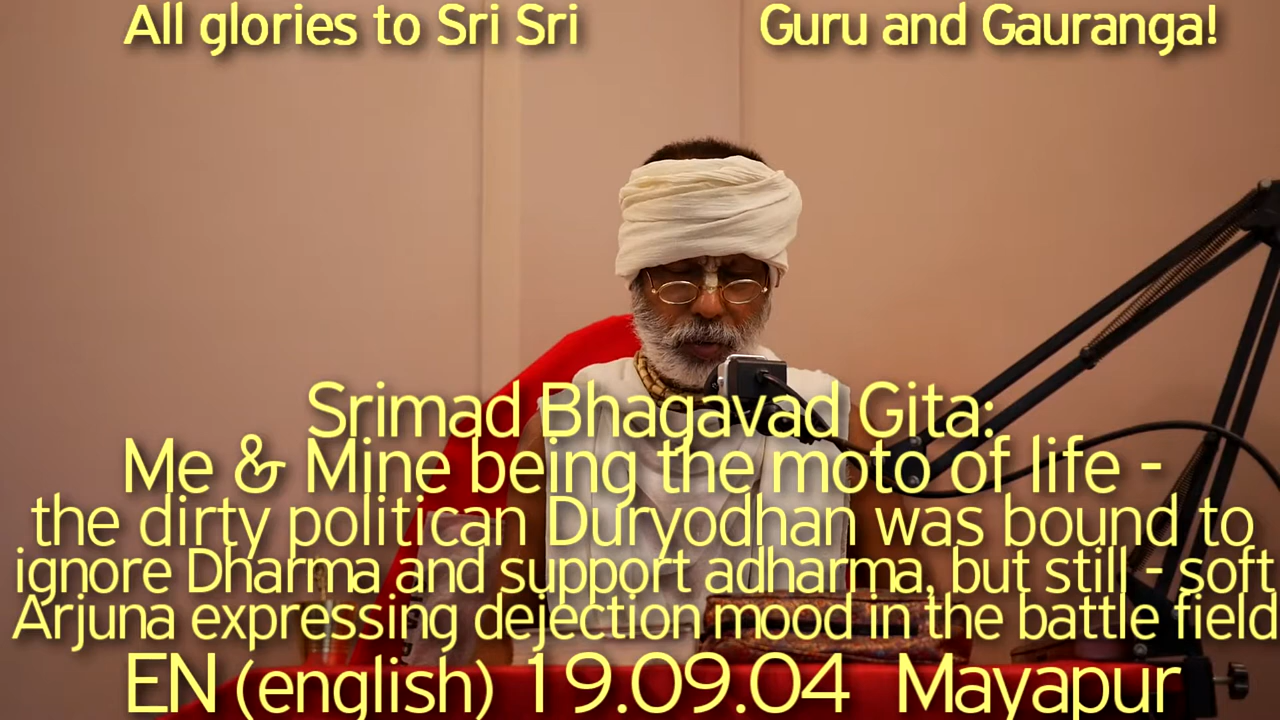 All glories to Sri Sri Guru and Gauranga!
Srimad Bhagavad Gita:
Me & Mine being the moto of life -
the dirty politican Duryodhan was bound to
ignore Dharma and support adharma, but still - soft
Arjuna expressing dejection mood in the battle field
EN (english) 19.09.04 Mayapur